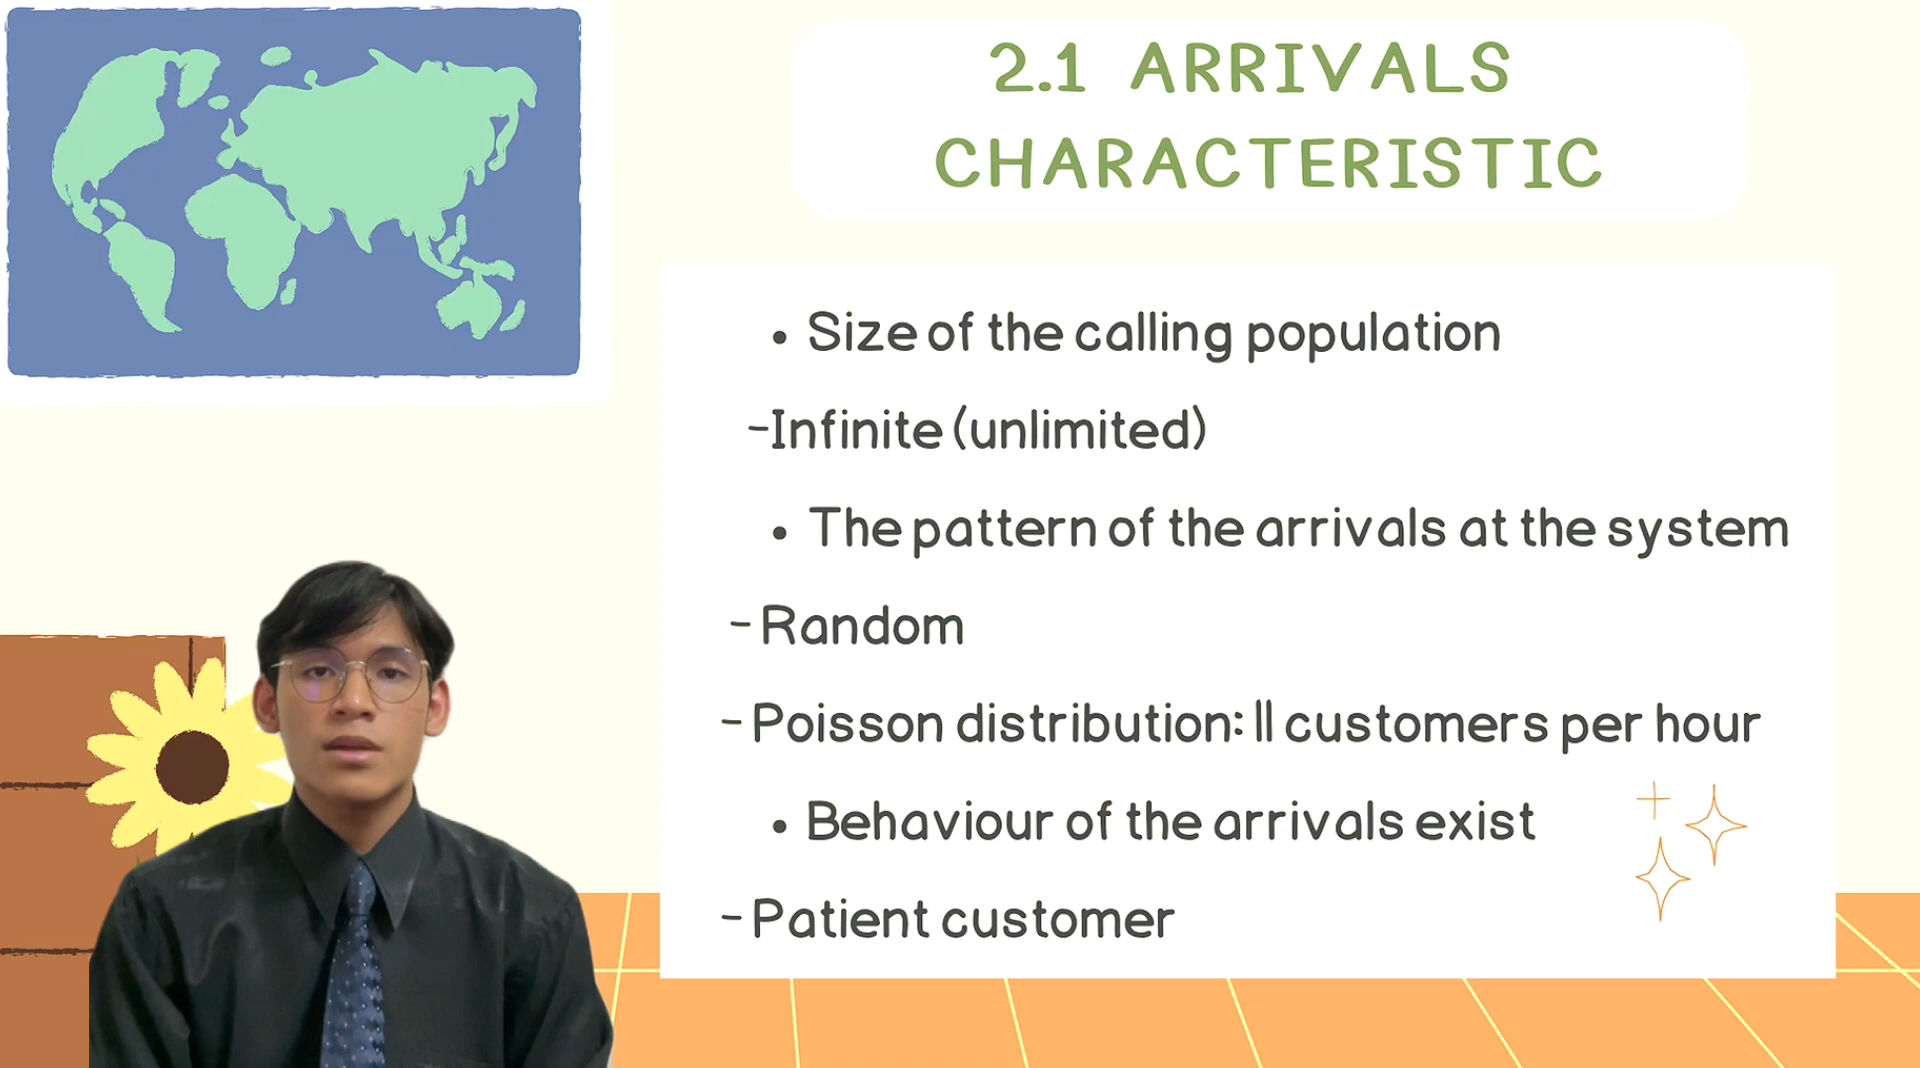 2.1 ARRIVALS
CHARACTERISTIC
• Size of the calling population
-Infinite (unlimited)
• The pattern of the arrivals at the system
- Random
- Poisson distribution: 11 customers per hour
• Behaviour of the arrivals exist
- Patient customer